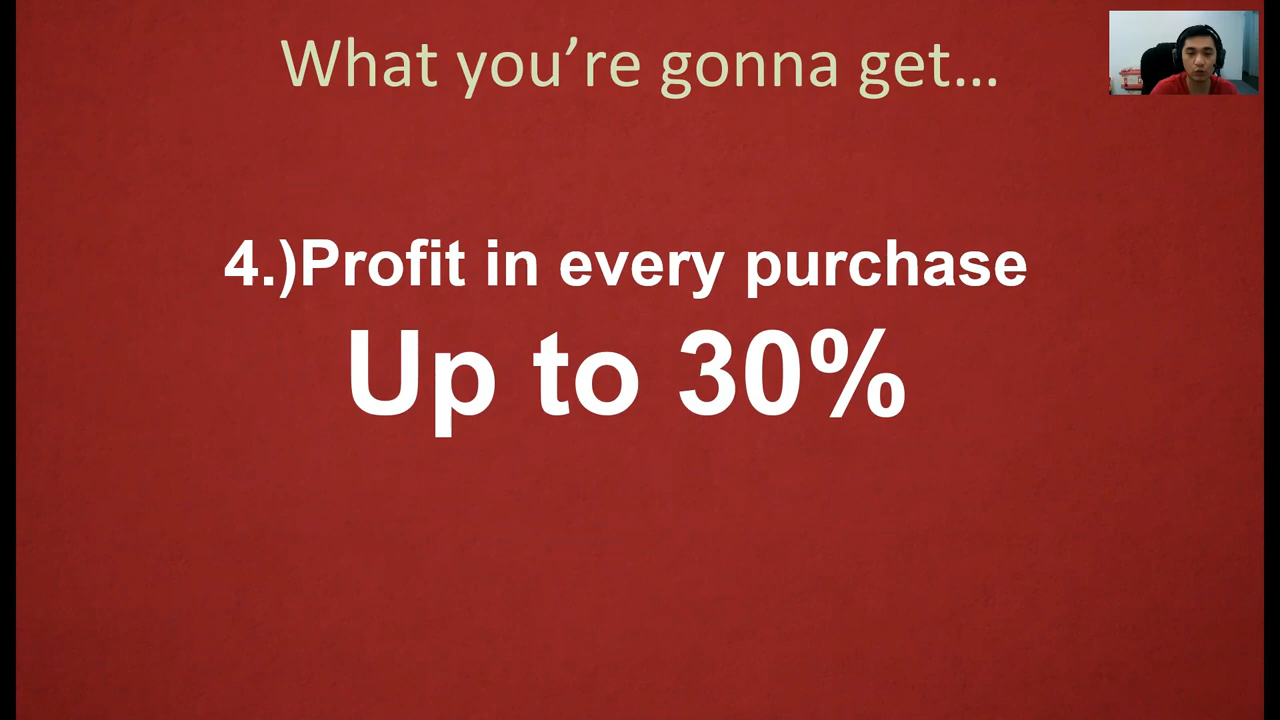 What you’re gonna get…
4.)Profit in every purchase
Up to 30%